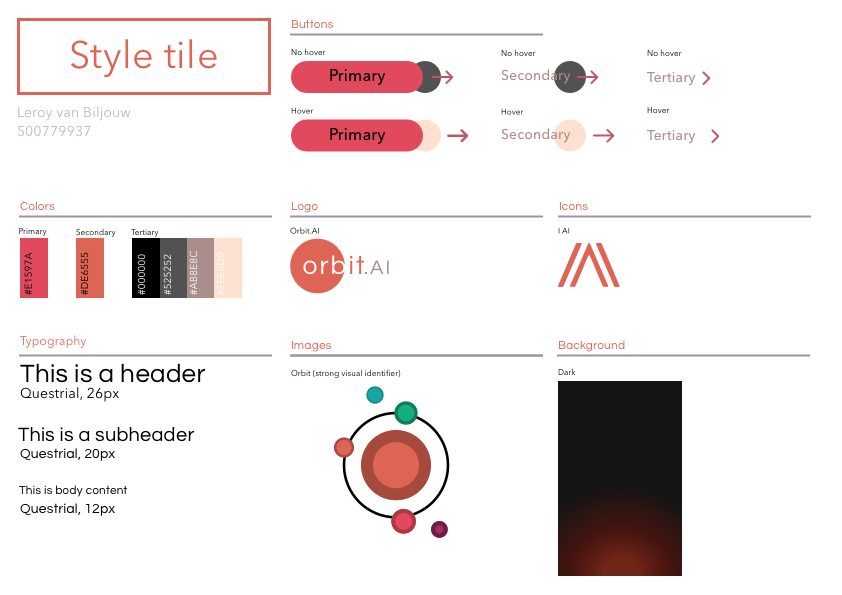 Style tile
Leroy van Biljouw
500779937
Buttons
No hover
Primary
No hover
Secondary
No hover
Tertiary
Hover
Primary
Hover
Secondary
Hover
Tertiary
Colors
Primary
Secondary
Tertiary
#E1597A
#DE6555
#000000
#525252
#AB8E8C
Logo
Orbit.AI
orbit.AI
Icons
I AI
Typography
This is a header
Questrial, 26px
This is a subheader
Questrial, 20px
This is body content
Questrial, 12px
Images
Orbit (strong visual identifier)
Background
Dark